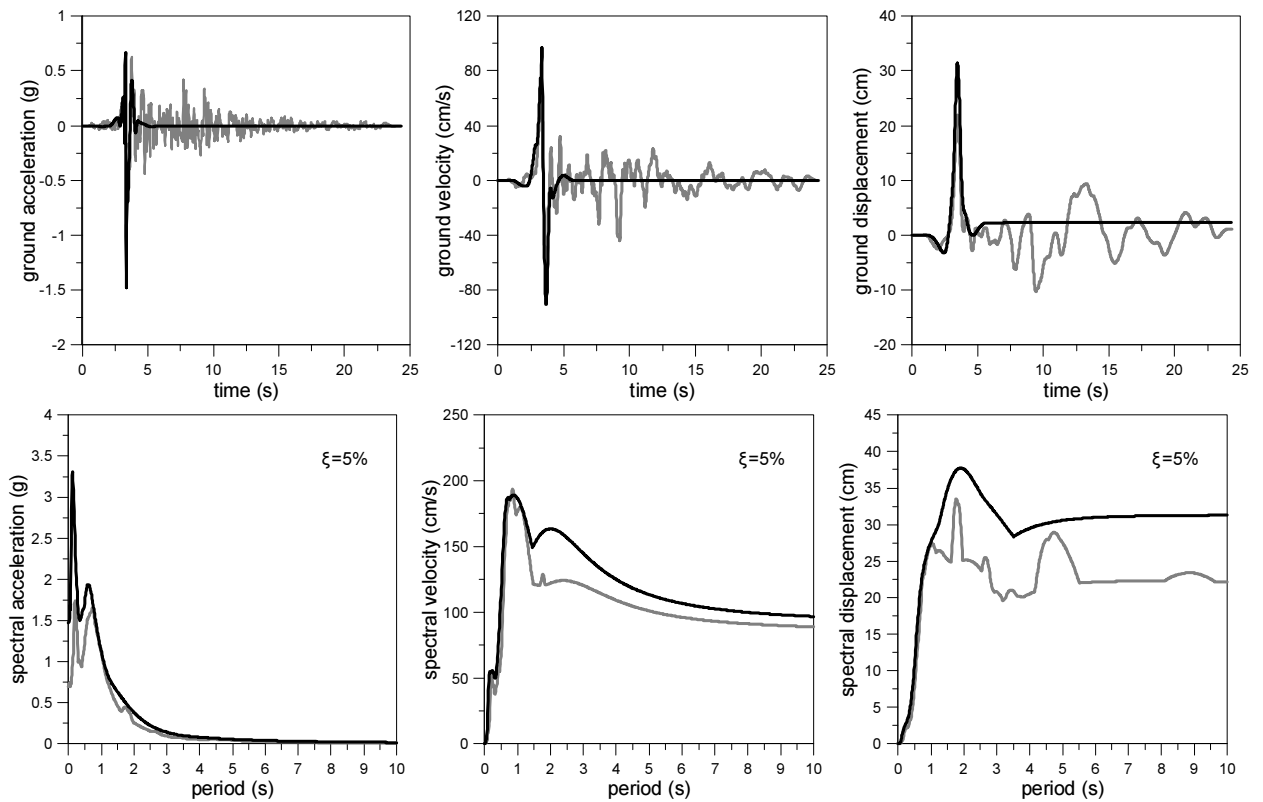 ground acceleration (g)
1
0.5
0
-0.5
-1
-1.5
-2
0 5 10 15 20 25
time (s)
ground velocity (cm/s)
120
80
40
0
-40
-80
-120
0 5 10 15 20 25
time (s)
ground displacement (cm)
40
30
20
10
0
-10
-20
0 5 10 15 20 25
time (s)
spectral acceleration (g)
4
3.5
3
2.5
2
1.5
1
0.5
0
ξ=5%
0 1 2 3 4 5 6 7 8 9 10
period (s)
spectral velocity (cm/s)
250
200
150
100
50
0
ξ=5%
0 1 2 3 4 5 6 7 8 9 10
period (s)
spectral displacement (cm)
45
40
35
30
25
20
15
10
5
0
ξ=5%
0 1 2 3 4 5 6 7 8 9 10
period (s)